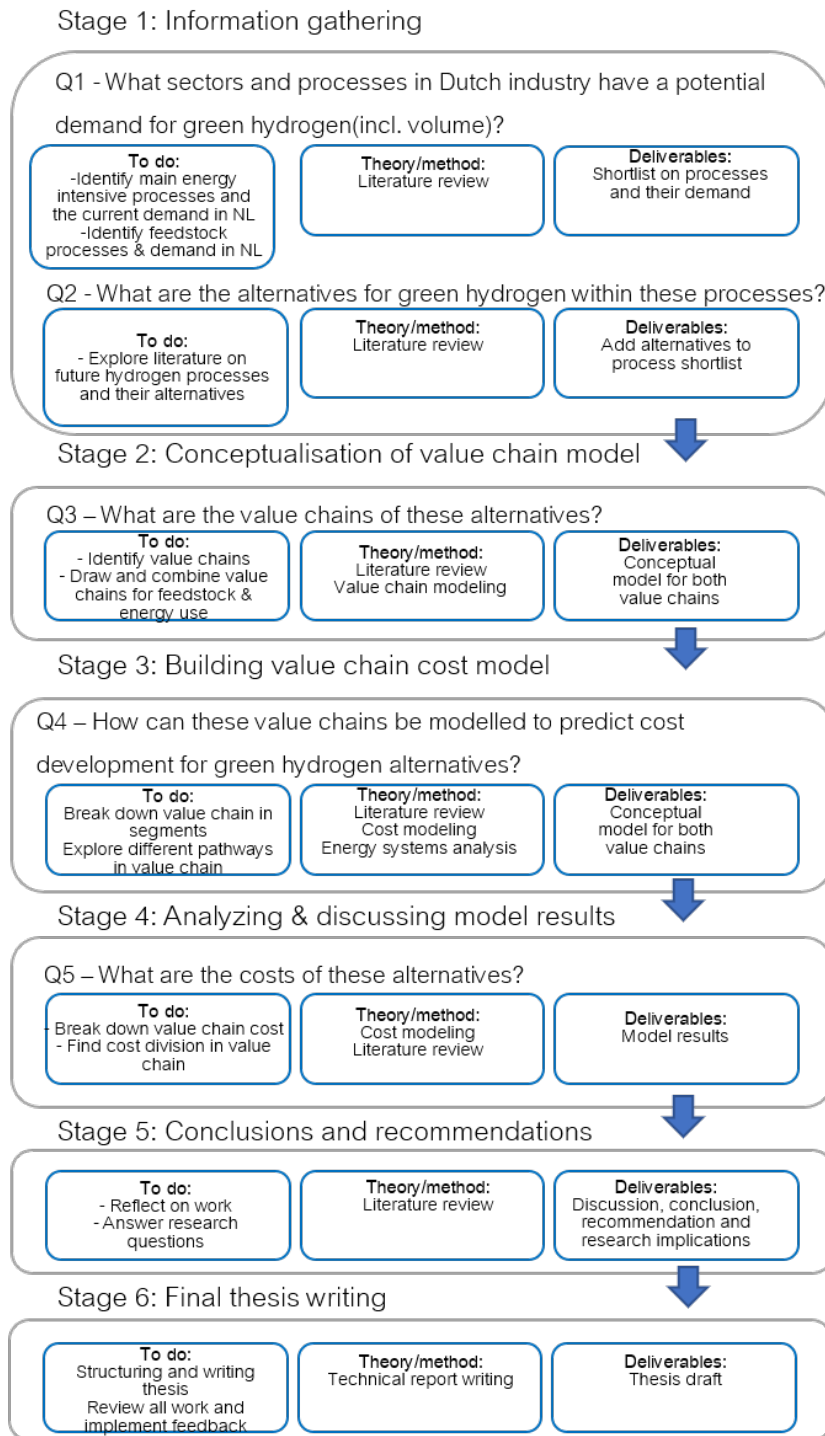 Stage 1: Information gathering
Q1 - What sectors and processes in Dutch industry have a potential
demand for green hydrogen(incl. volume)?
To do:
-Identify main energy
intensive processes and
the current demand in NL
-Identify feedstock
processes & demand in NL
Theory/method:
Literature review
Deliverables:
Shortlist on processes
and their demand
Q2 - What are the alternatives for green hydrogen within these processes?
To do:
- Explore literature on
future hydrogen processes
and their alternatives
Theory/method:
Literature review
Deliverables:
Add alternatives to
process shortlist
Stage 2: Conceptualisation of value chain model
Q3 – What are the value chains of these alternatives?
To do:
- Identify value chains
- Draw and combine value
chains for feedstock &
energy use
Theory/method:
Literature review
Value chain modeling
Deliverables:
Conceptual
model for both
value chains
Stage 3: Building value chain cost model
Q4 – How can these value chains be modelled to predict cost
development for green hydrogen alternatives?
To do:
Break down value chain in
segments
Explore different pathways
in value chain
Theory/method:
Literature review
Cost modeling
Energy systems analysis
Deliverables:
Conceptual
model for both
value chains
Stage 4: Analyzing & discussing model results
Q5 – What are the costs of these alternatives?
To do:
- Break down value chain cost
- Find cost division in value
chain
Theory/method:
Cost modeling
Literature review
Deliverables:
Model results
Stage 5: Conclusions and recommendations
To do:
- Reflect on work
- Answer research
questions
Theory/method:
Literature review
Deliverables:
Discussion, conclusion,
recommendation and
research implications
Stage 6: Final thesis writing
To do:
Structuring and writing
thesis
Review all work and
implement feedback
Theory/method:
Technical report writing
Deliverables:
Thesis draft